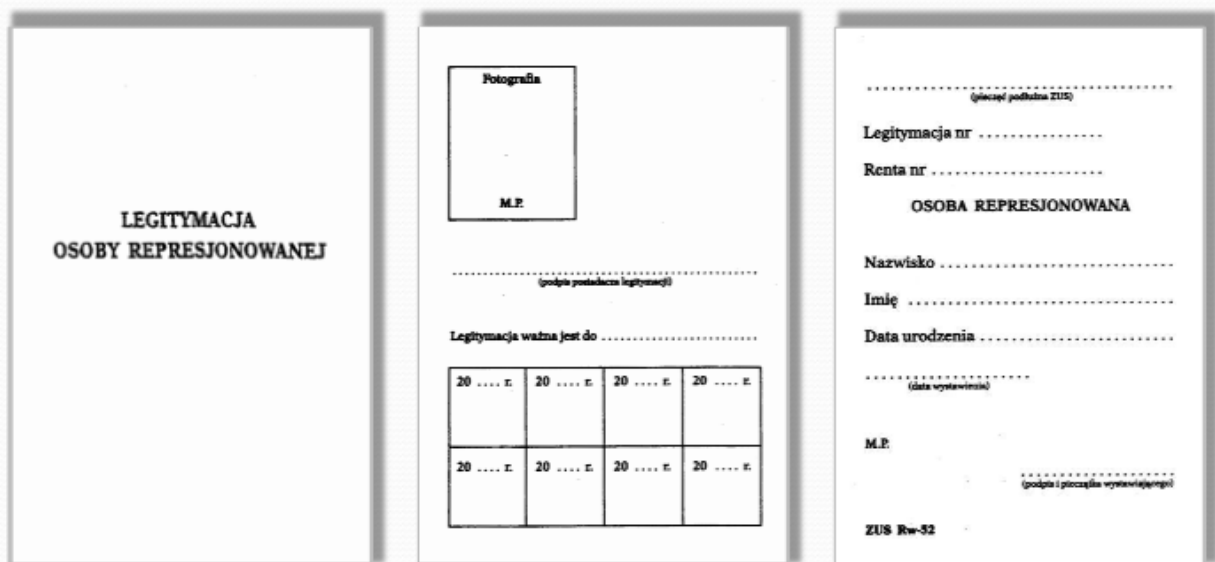 LEGITYMACJA
OSOBY REPRESJONOWANEJ
Fotografia
M.P.
(podpis posiadacza legitymacji)
Legitymacja ważna jest do ..............................
20 .... r. 20 .... r. 20 .... r. 20 .... r.
20 .... r. 20 .... r. 20 .... r. 20 .... r.
(pieczęć podłużna ZUS)
Legitymacja nr ....................
Renta nr ............................
OSOBA REPRESJONOWANA
Nazwisko .....................................
Imię ..........................................
Data urodzenia ..............................
(data wystawienia)
M.P.
(podpis i pieczątka wystawiającego)
ZUS Rw-52